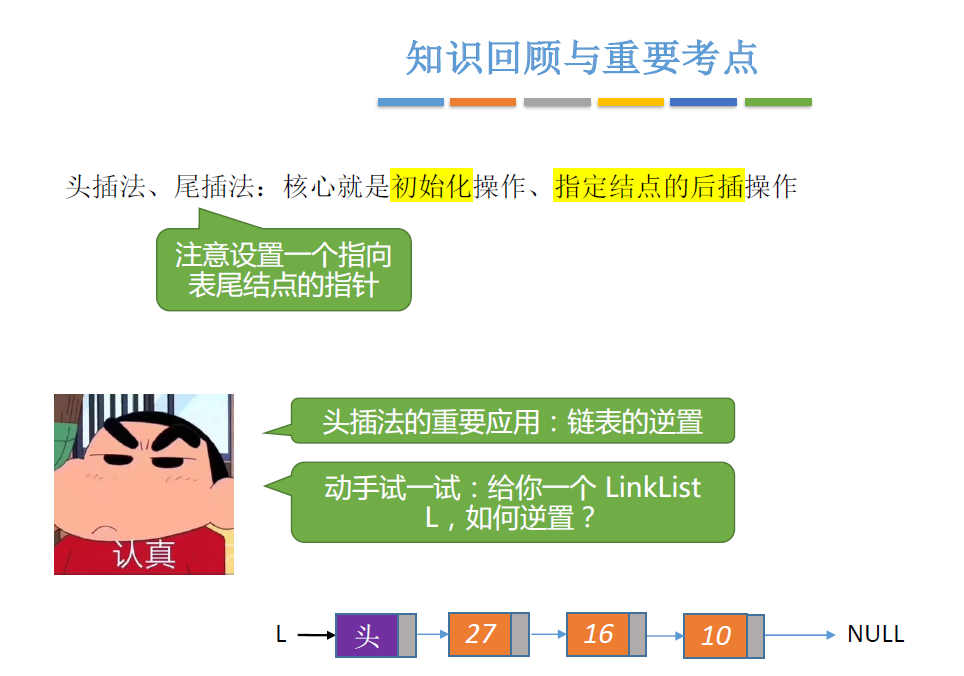 知识回顾与重要考点
头插法、尾插法：核心就是初始化操作、指定结点的后插操作
注意设置一个指向
表尾结点的指针
头插法的重要应用：链表的逆置
动手试一试：给你一个 LinkList
L，如何逆置？
认真
L 头 27 16 10 NULL